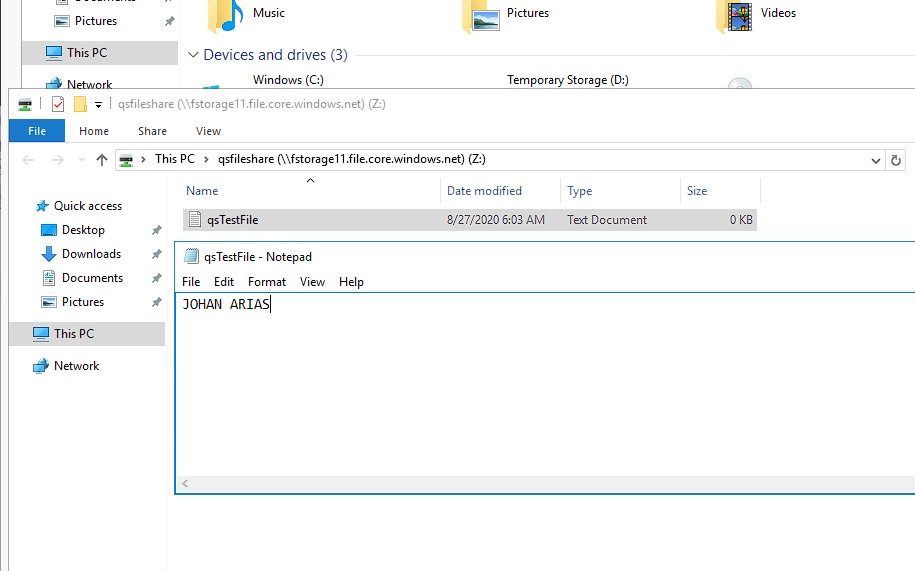 Documents
Music
Pictures
Videos
Pictures
This PC
Devices and drives (3)
Network
Windows (C:)
Temporary Storage (D:)
qsfileshare (\\fstorage11.file.core.windows.net) (Z:)
File
Home
Share
View
This PC
qsfileshare (\\fstorage11.file.core.windows.net) (Z:)
Name
Date modified
Type
Size
Quick access
Desktop
Downloads
Documents
Pictures
This PC
Network
qsTestFile
8/27/2020 6:03 AM
Text Document
0 KB
qsTestFile - Notepad
File
Edit
Format
View
Help
JOHAN ARIAS